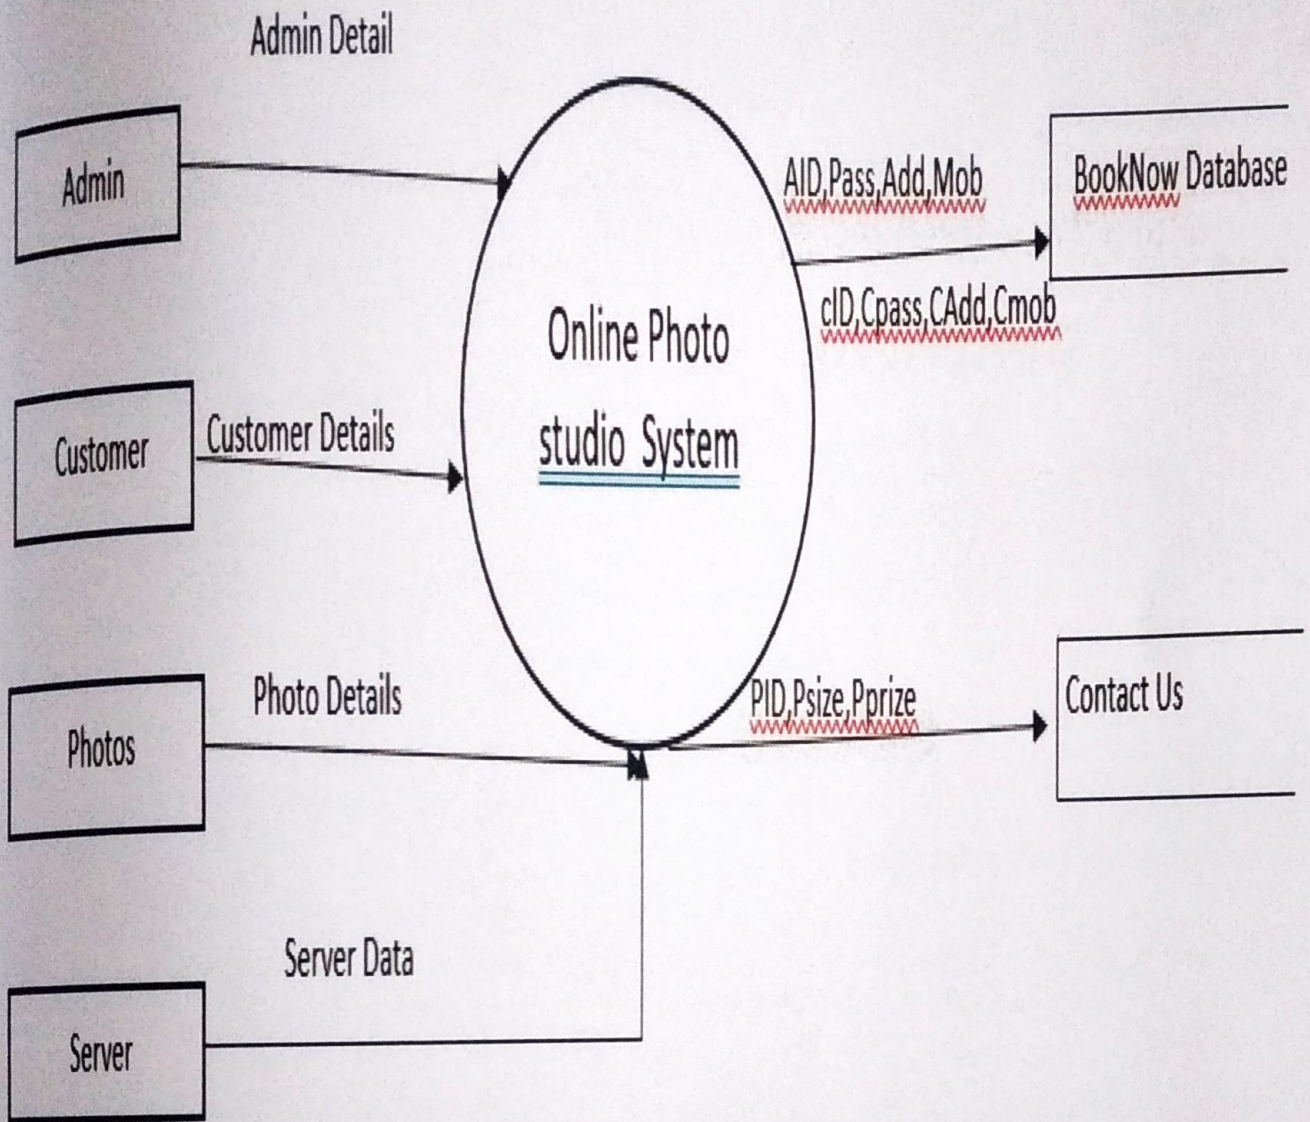 Admin Detail
Admin
AID,Pass,Add,Mob
BookNow Database
cID,Cpass,CAdd,Cmob
Online Photo
studio System
Customer
Customer Details
Photos
Photo Details
PID,Psize,Pprize
Contact Us
Server Data
Server